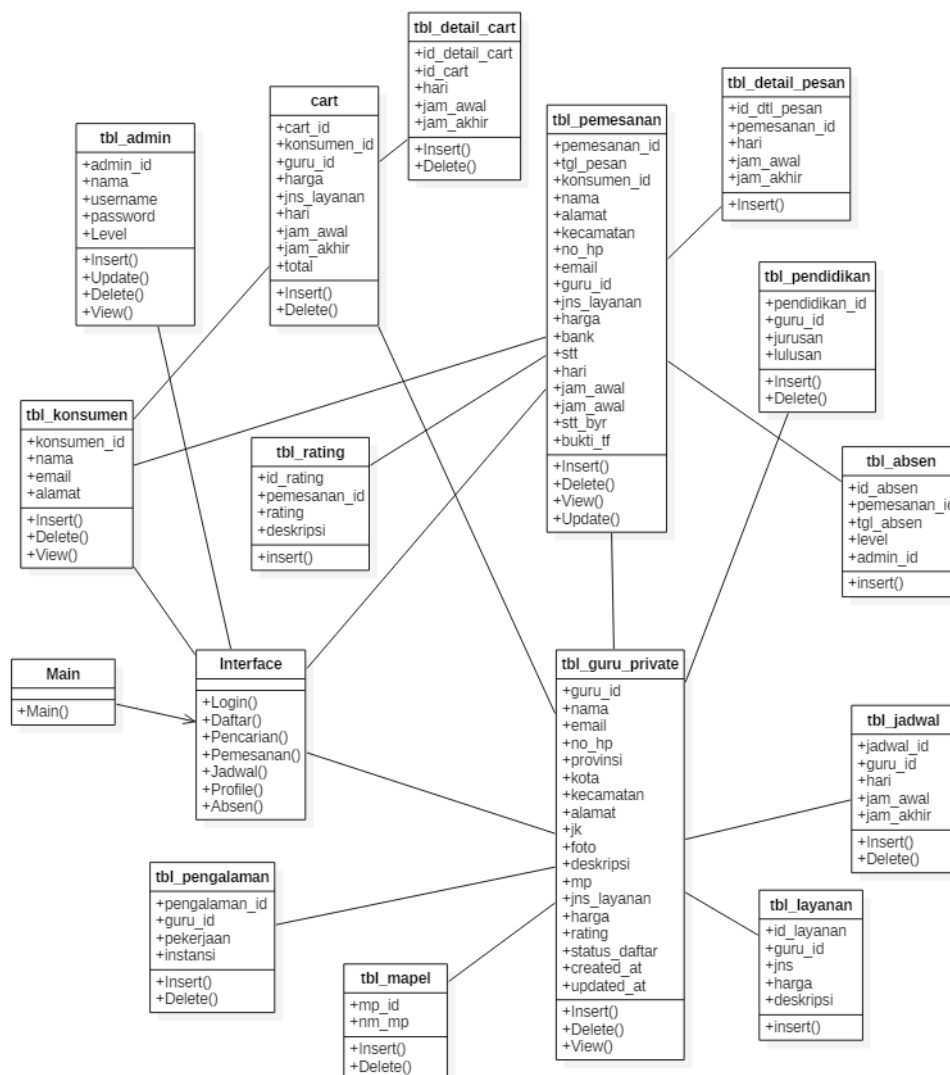 tbl_detail_cart
+id_detail_cart
+id_cart
+hari
+jam_awal
+jam_akhir
+Insert()
+Delete()
cart
+cart_id
+konsumen_id
+guru_id
+harga
+jns_layanan
+hari
+jam_awal
+jam_akhir
+total
+Insert()
+Delete()
tbl_admin
+admin_id
+nama
+username
+password
+Level
+Insert()
+Update()
+Delete()
+View()
tbl_pemesanan
+pemesanan_id
+tgl_pesan
+konsumen_id
+nama
+alamat
+kecamatan
+no_hp
+email
+guru_id
+jns_layanan
+harga
+bank
+stt
+hari
+jam_awal
+jam_awal
+stt_byr
+bukti_tf
+Insert()
+Delete()
+View()
+Update()
tbl_detail_pesan
+id_dtl_pesan
+pemesanan_id
+hari
+jam_awal
+jam_akhir
+Insert()
tbl_pendidikan
+pendidikan_id
+guru_id
+jurusan
+lulusan
+Insert()
+Delete()
tbl_konsumen
+konsumen_id
+nama
+email
+alamat
+Insert()
+Delete()
+View()
tbl_rating
+id_rating
+pemesanan_id
+rating
+deskripsi
+insert()
tbl_absen
+id_absen
+pemesanan_id
+tgl_absen
+level
+admin_id
+insert()
Main
+Main()
Interface
+Login()
+Daftar()
+Pencarian()
+Pemesanan()
+Jadwal()
+Profile()
+Absen()
tbl_guru_private
+guru_id
+nama
+email
+no_hp
+provinsi
+kota
+kecamatan
+alamat
+jk
+foto
+deskripsi
+mp
+jns_layanan
+harga
+rating
+status_daftar
+created_at
+updated_at
+Insert()
+Delete()
+View()
tbl_jadwal
+jadwal_id
+guru_id
+hari
+jam_awal
+jam_akhir
+Insert()
+Delete()
tbl_pengalaman
+pengalaman_id
+guru_id
+pekerjaan
+instansi
+Insert()
+Delete()
tbl_mapel
+mp_id
+nm_mp
+Insert()
+Delete()
tbl_layanan
+id_layanan
+guru_id
+jns
+harga
+deskripsi
+insert()